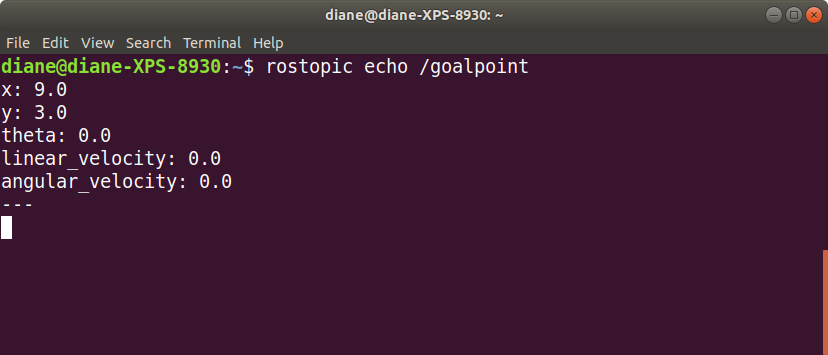 diane@diane-XPS-8930: ~
File Edit View Search Terminal Help
diane@diane-XPS-8930:~$ rostopic echo /goalpoint
x: 9.0
y: 3.0
theta: 0.0
linear_velocity: 0.0
angular_velocity: 0.0
---